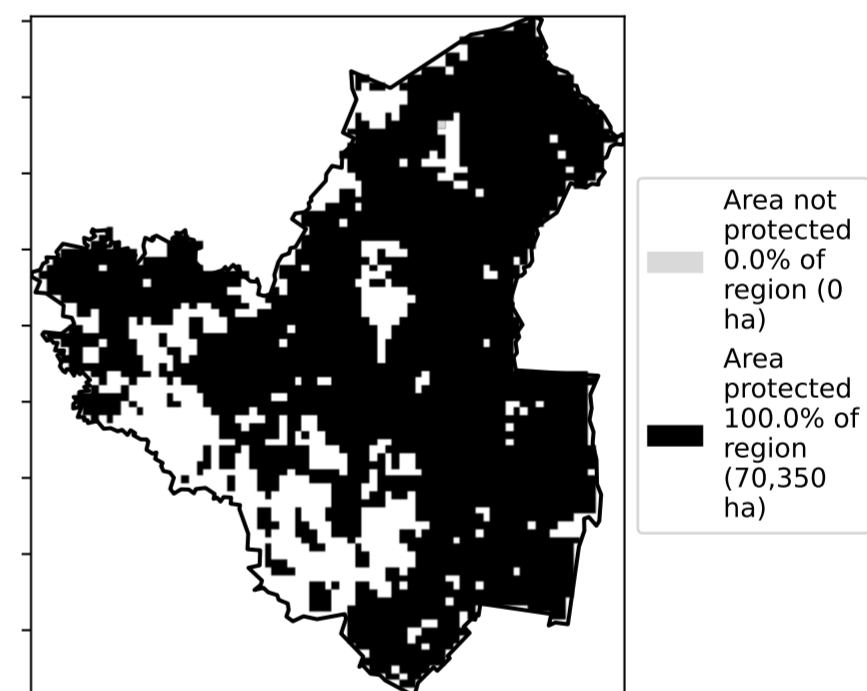 Area not
protected
0.0% of
region (0
ha)
Area
protected
100.0% of
region
(70,350
ha)